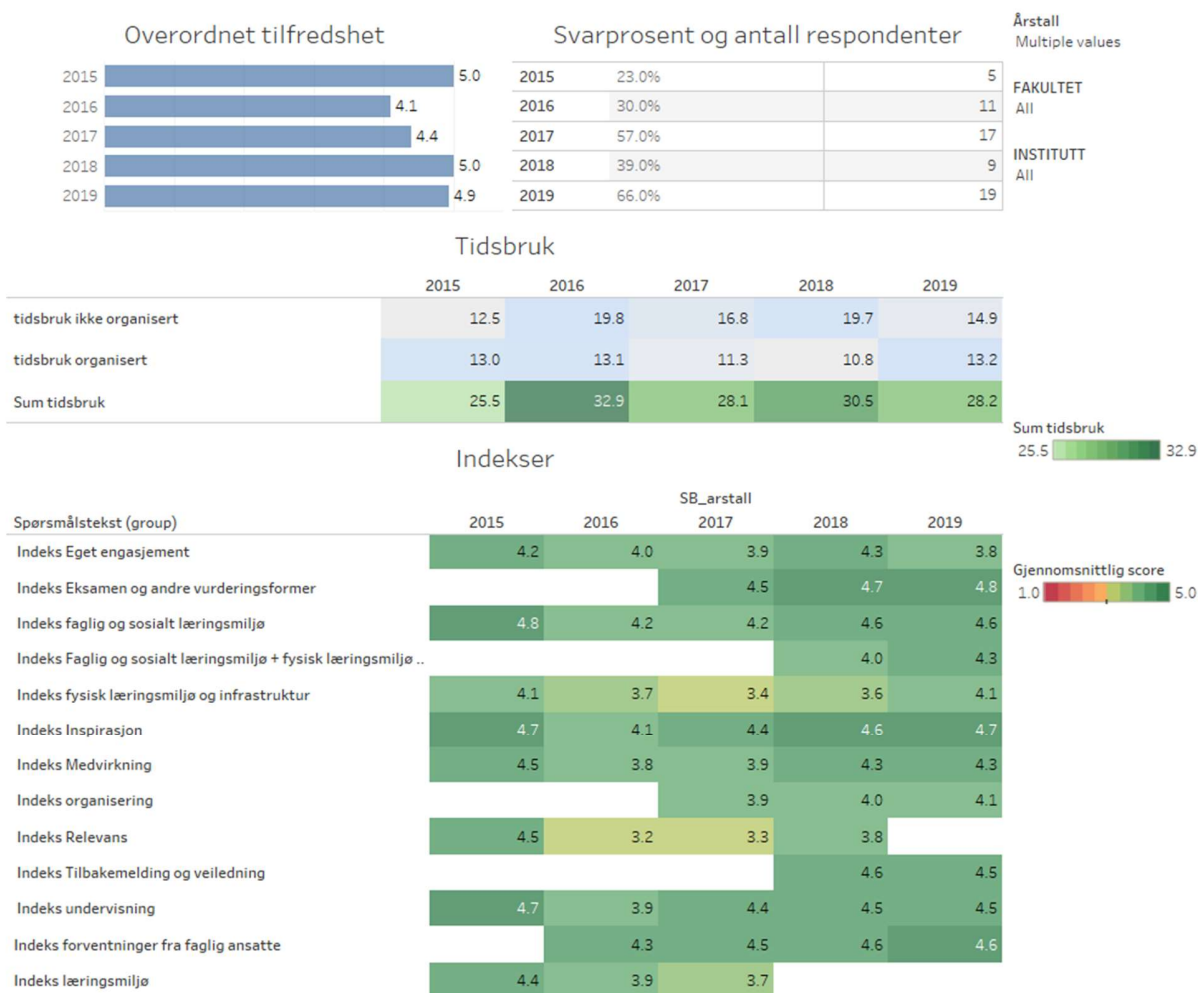 Overordnet tilfredshet
2015 5.0
2016 4.1
2017 4.4
2018 5.0
2019 4.9
Svarprosent og antall respondenter
2015 23.0% 5
2016 30.0% 11
2017 57.0% 17
2018 39.0% 9
2019 66.0% 19
Årstall
Multiple values
FAKULTET
All
INSTITUTT
All
Tidsbruk
2015 2016 2017 2018 2019
tidsbruk ikke organisert 12.5 19.8 16.8 19.7 14.9
tidsbruk organisert 13.0 13.1 11.3 10.8 13.2
Sum tidsbruk 25.5 32.9 28.1 30.5 28.2
Sum tidsbruk
25.5 32.9
Indekser
SB_arstall
Spørsmålstekst (group) 2015 2016 2017 2018 2019
Indeks Eget engasjement 4.2 4.0 3.9 4.3 3.8
Indeks Eksamen og andre vurderingsformer 4.5 4.7 4.8
Indeks faglig og sosialt læringsmiljø 4.8 4.2 4.2 4.6 4.6
Indeks Faglig og sosialt læringsmiljø + fysisk læringsmiljø .. 4.0 4.3
Indeks fysisk læringsmiljø og infrastruktur 4.1 3.7 3.4 3.6 4.1
Indeks Inspirasjon 4.7 4.1 4.4 4.6 4.7
Indeks Medvirkning 4.5 3.8 3.9 4.3 4.3
Indeks organisering 3.9 4.0 4.1
Indeks Relevans 4.5 3.2 3.3 3.8
Indeks Tilbakemelding og veiledning 4.6 4.5
Indeks undervisning 4.7 3.9 4.4 4.5 4.5
Indeks forventninger fra faglig ansatte 4.3 4.5 4.6 4.6
Indeks læringsmiljø 4.4 3.9 3.7
Gjennomsnittlig score
1.0 5.0